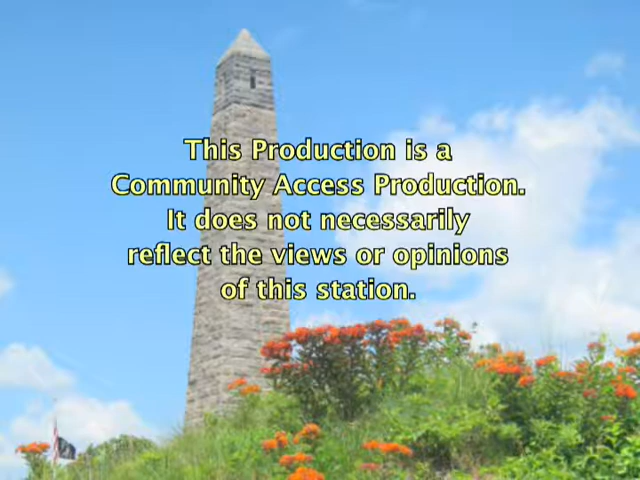 This Production is a
Community Access Production.
It does not necessarily
reflect the views or opinions
of this station.